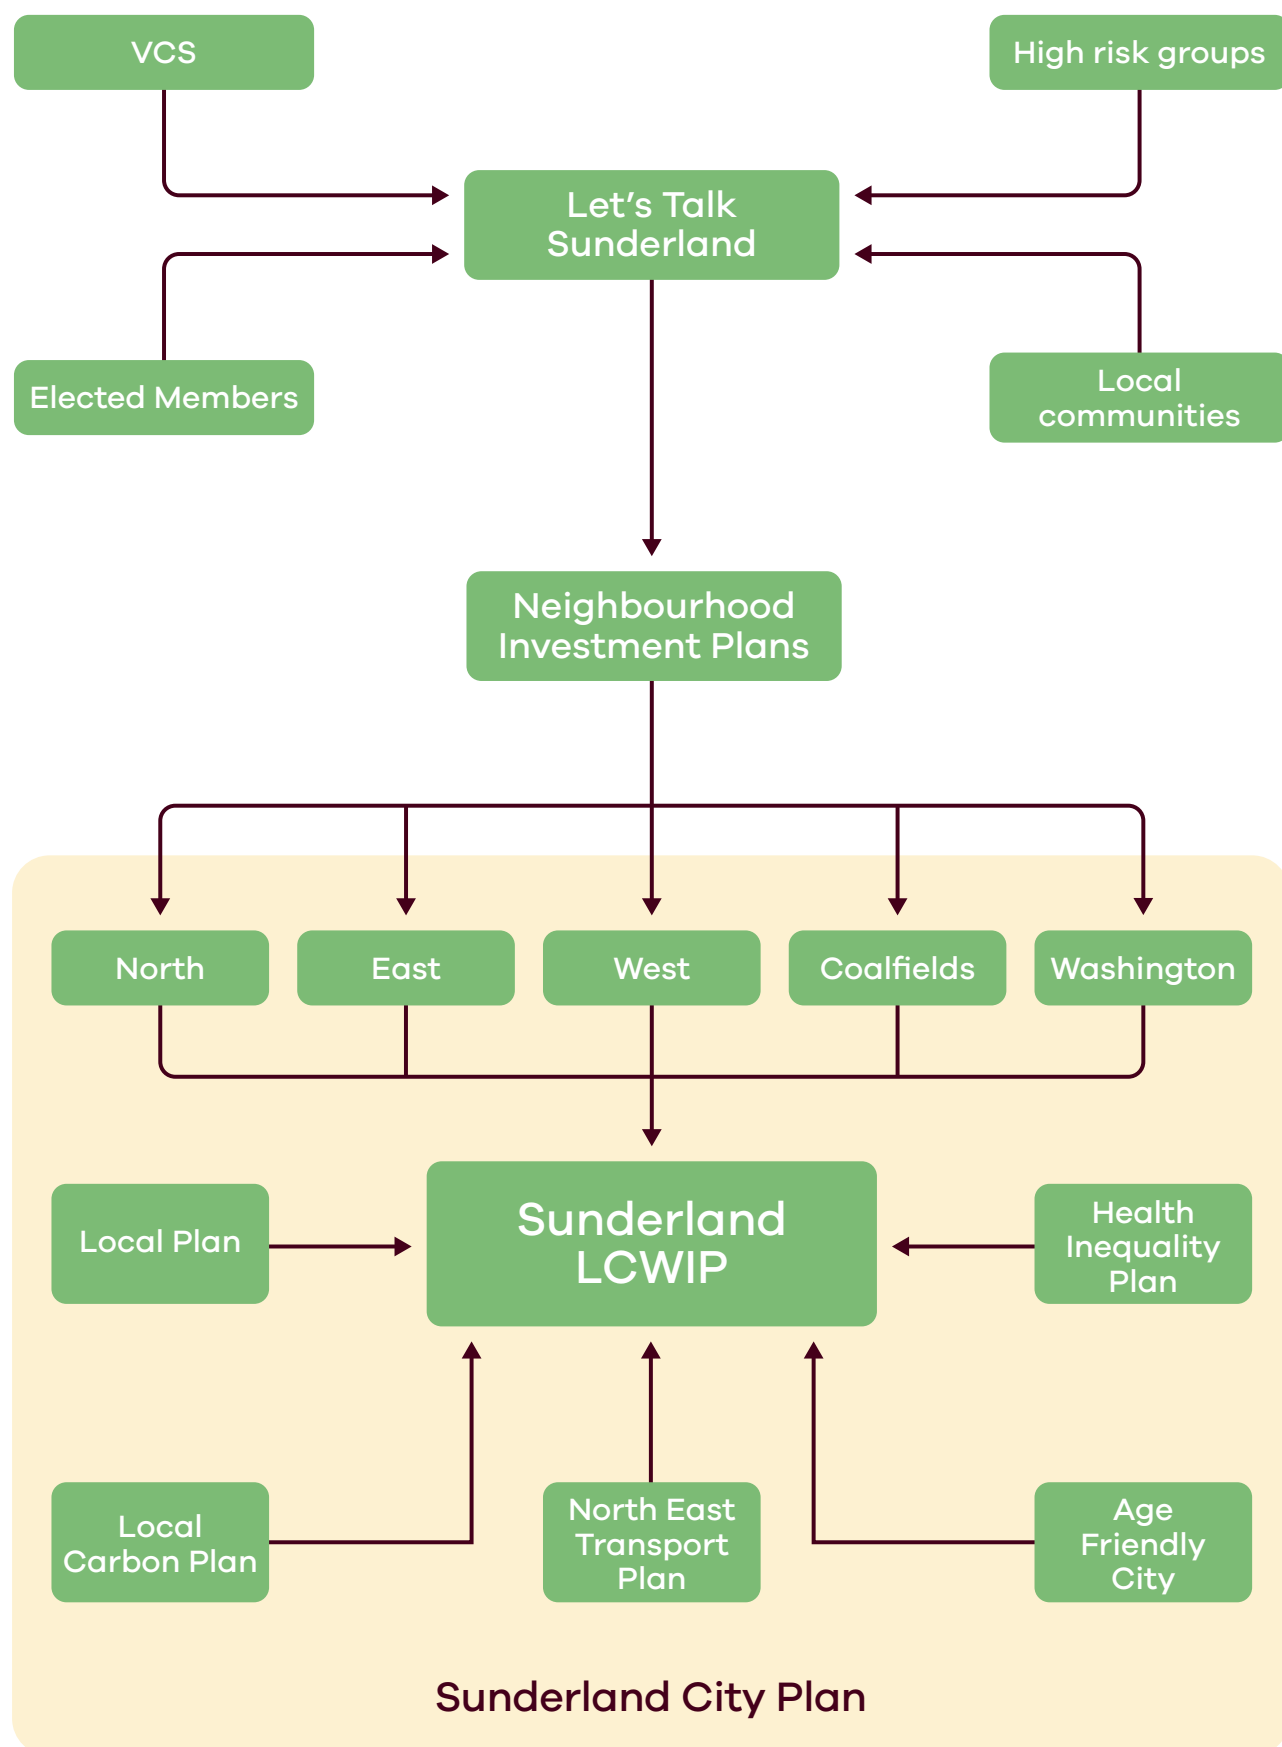 VCS
High risk groups
Let’s Talk
Sunderland
Elected Members
Local
communities
Neighbourhood
Investment Plans
North
East
West
Coalfields
Washington
Local Plan
Sunderland
LCWIP
Health
Inequality
Plan
Local
Carbon Plan
North East
Transport
Plan
Age
Friendly
City
Sunderland City Plan